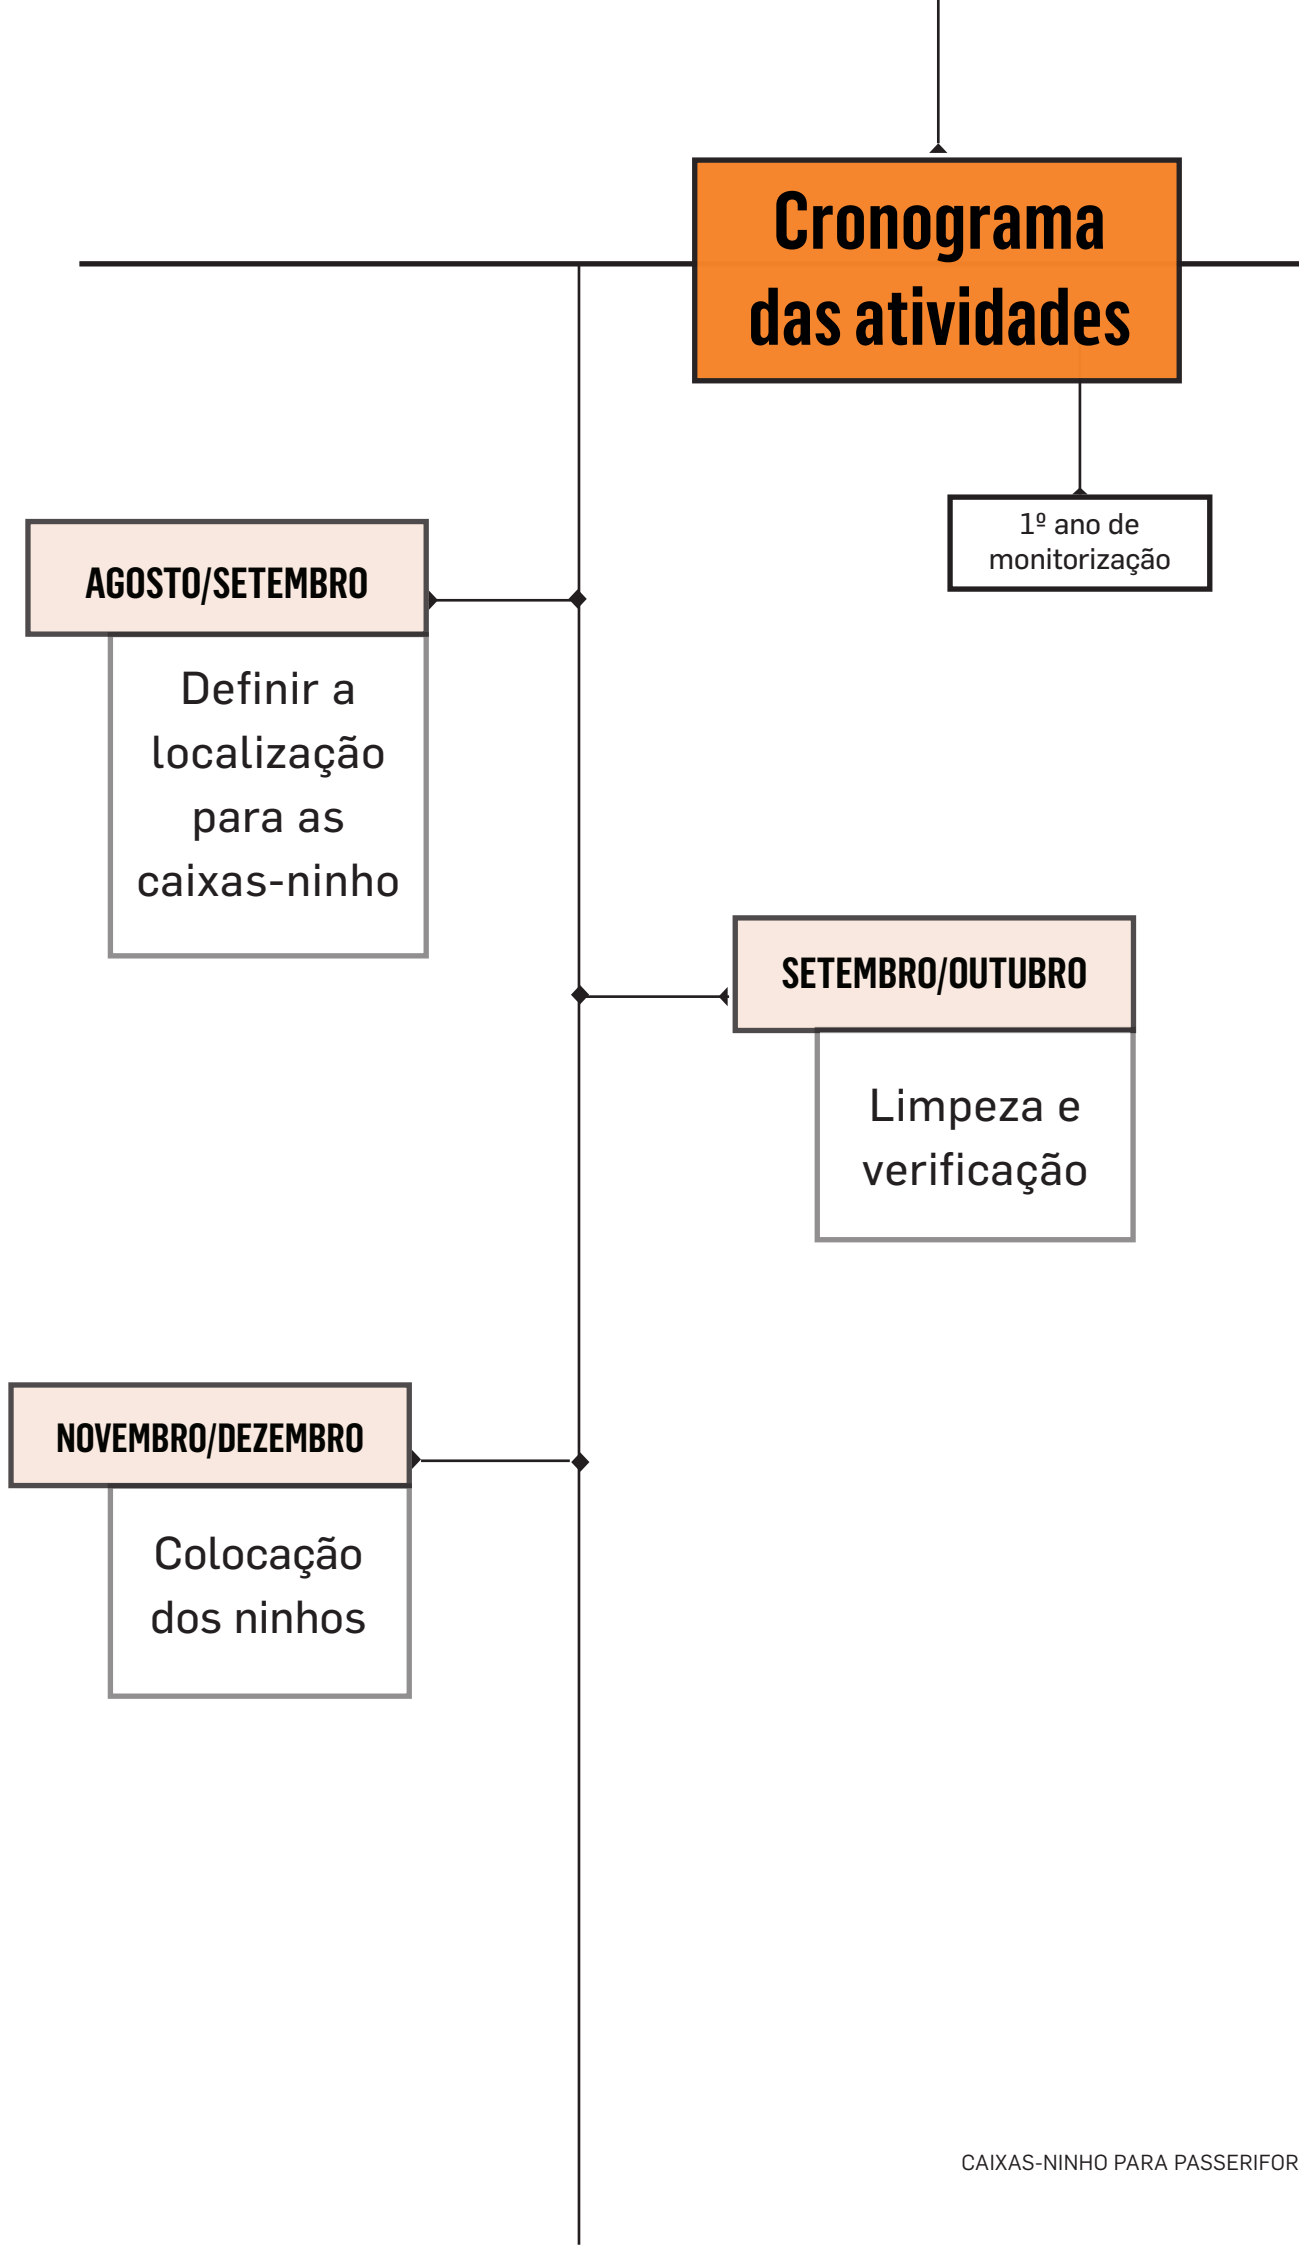 Cronograma
das atividades
1º ano de
monitorização
AGOSTO/SETEMBRO
Definir a
localização
para as
caixas-ninho
SETEMBRO/OUTUBRO
Limpeza e
verificação
NOVEMBRO/DEZEMBRO
Colocação
dos ninhos
CAIXAS-NINHO PARA PASSERIFOR